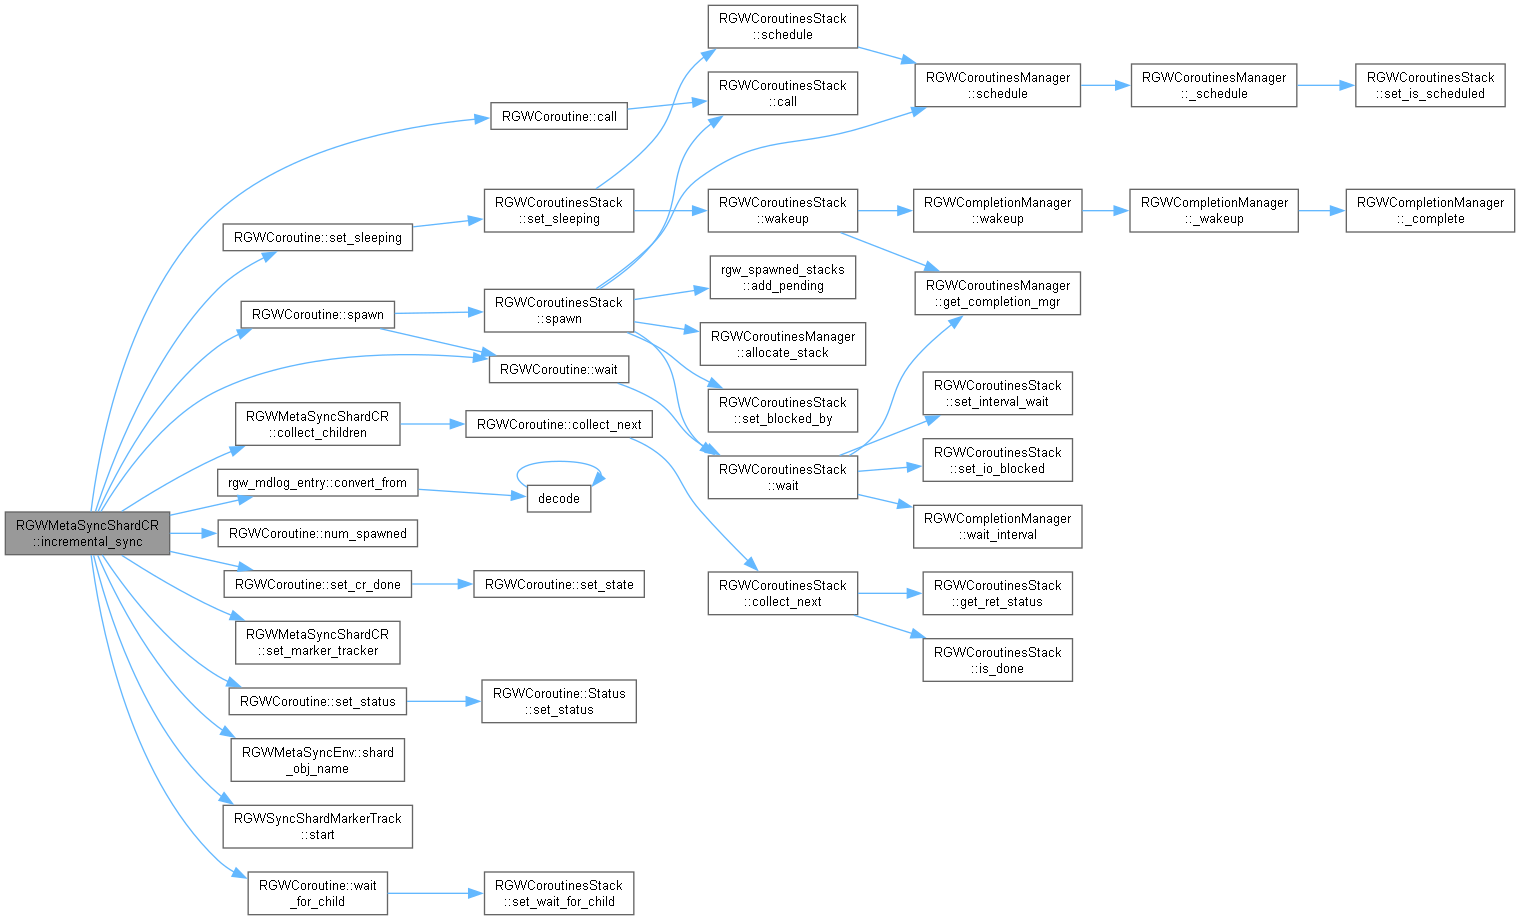 RGWMetaSyncShardCR
::incremental_sync
RGWCoroutine::call
RGWCoroutine::set_sleeping
RGWCoroutine::spawn
RGWCoroutine::wait
RGWMetaSyncShardCR
::collect_children
rgw_mdlog_entry::convert_from
RGWCoroutine::num_spawned
RGWCoroutine::set_cr_done
RGWMetaSyncShardCR
::set_marker_tracker
RGWCoroutine::set_status
RGWMetaSyncEnv::shard
_obj_name
RGWSyncShardMarkerTrack
::start
RGWCoroutine::wait
_for_child
RGWCoroutinesStack
::set_sleeping
RGWCoroutinesStack
::spawn
RGWCoroutine::collect_next
decode
RGWCoroutine::set_state
RGWCoroutine::Status
::set_status
RGWCoroutinesStack
::set_wait_for_child
RGWCoroutinesStack
::schedule
RGWCoroutinesStack
::call
RGWCoroutinesStack
::wakeup
rgw_spawned_stacks
::add_pending
RGWCoroutinesManager
::allocate_stack
RGWCoroutinesStack
::set_blocked_by
RGWCoroutinesStack
::wait
RGWCoroutinesStack
::collect_next
RGWCoroutinesManager
::schedule
RGWCompletionManager
::wakeup
RGWCoroutinesManager
::get_completion_mgr
RGWCoroutinesStack
::set_interval_wait
RGWCoroutinesStack
::set_io_blocked
RGWCompletionManager
::wait_interval
RGWCoroutinesStack
::get_ret_status
RGWCoroutinesStack
::is_done
RGWCoroutinesManager
::_schedule
RGWCompletionManager
::_wakeup
RGWCoroutinesStack
::set_is_scheduled
RGWCompletionManager
::_complete